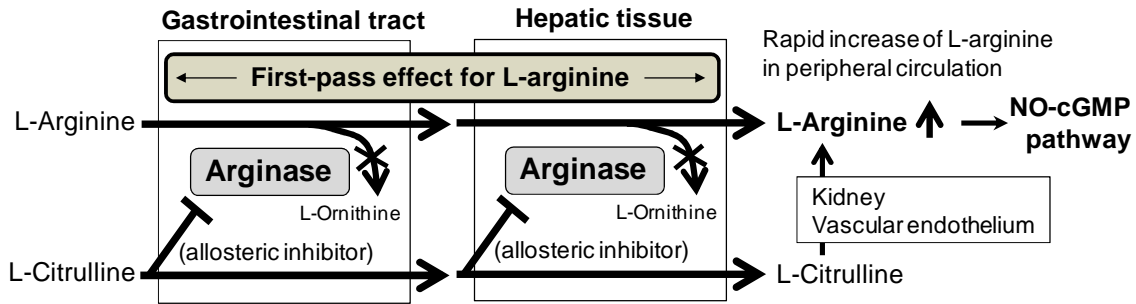 Gastrointestinal tract
Hepatic tissue
First-pass effect for L-arginine
Rapid increase of L-arginine
in peripheral circulation
L-Arginine
L-Arginine
NO-cGMP
pathway
Arginase
Arginase
L-Ornithine
L-Ornithine
Kidney
Vascular endothelium
(allosteric inhibitor)
(allosteric inhibitor)
L-Citrulline
L-Citrulline